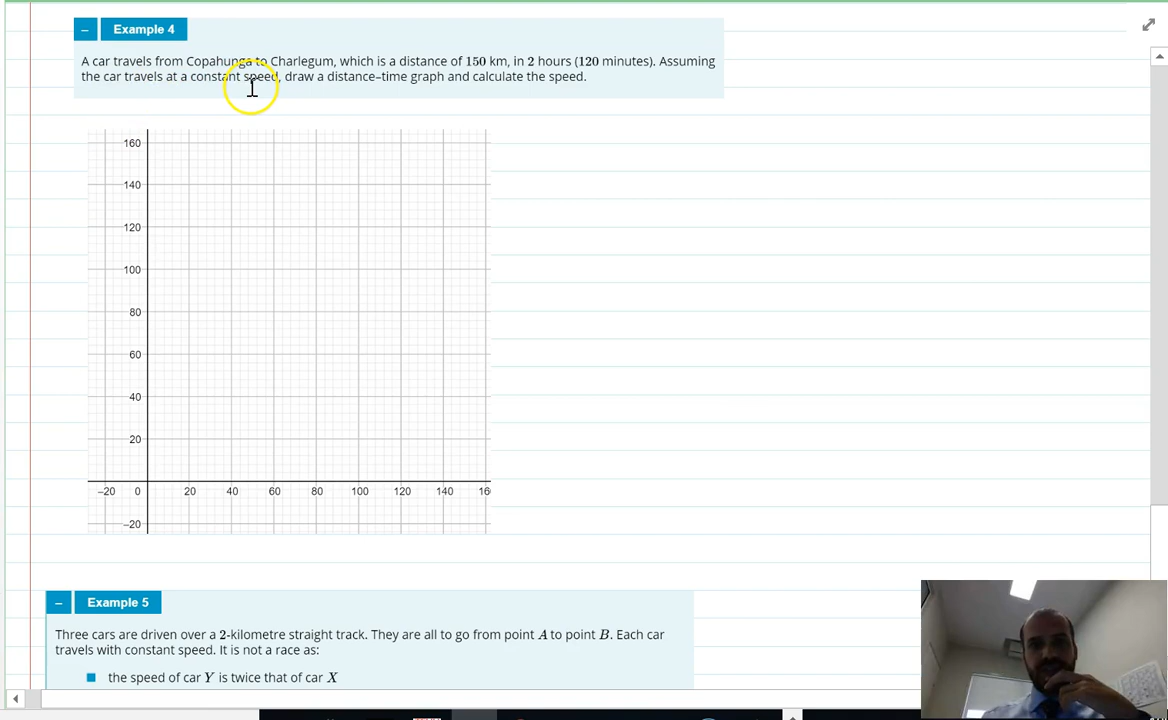 – Example 4
A car travels from Copahunga to Charlegum, which is a distance of 150 km, in 2 hours (120 minutes). Assuming
the car travels at a constant speed, draw a distance–time graph and calculate the speed.
160
140
120
100
80
60
40
20
–20 0 20 40 60 80 100 120 140 16
–20
– Example 5
Three cars are driven over a 2-kilometre straight track. They are all to go from point A to point B. Each car
travels with constant speed. It is not a race as:
the speed of car Y is twice that of car X